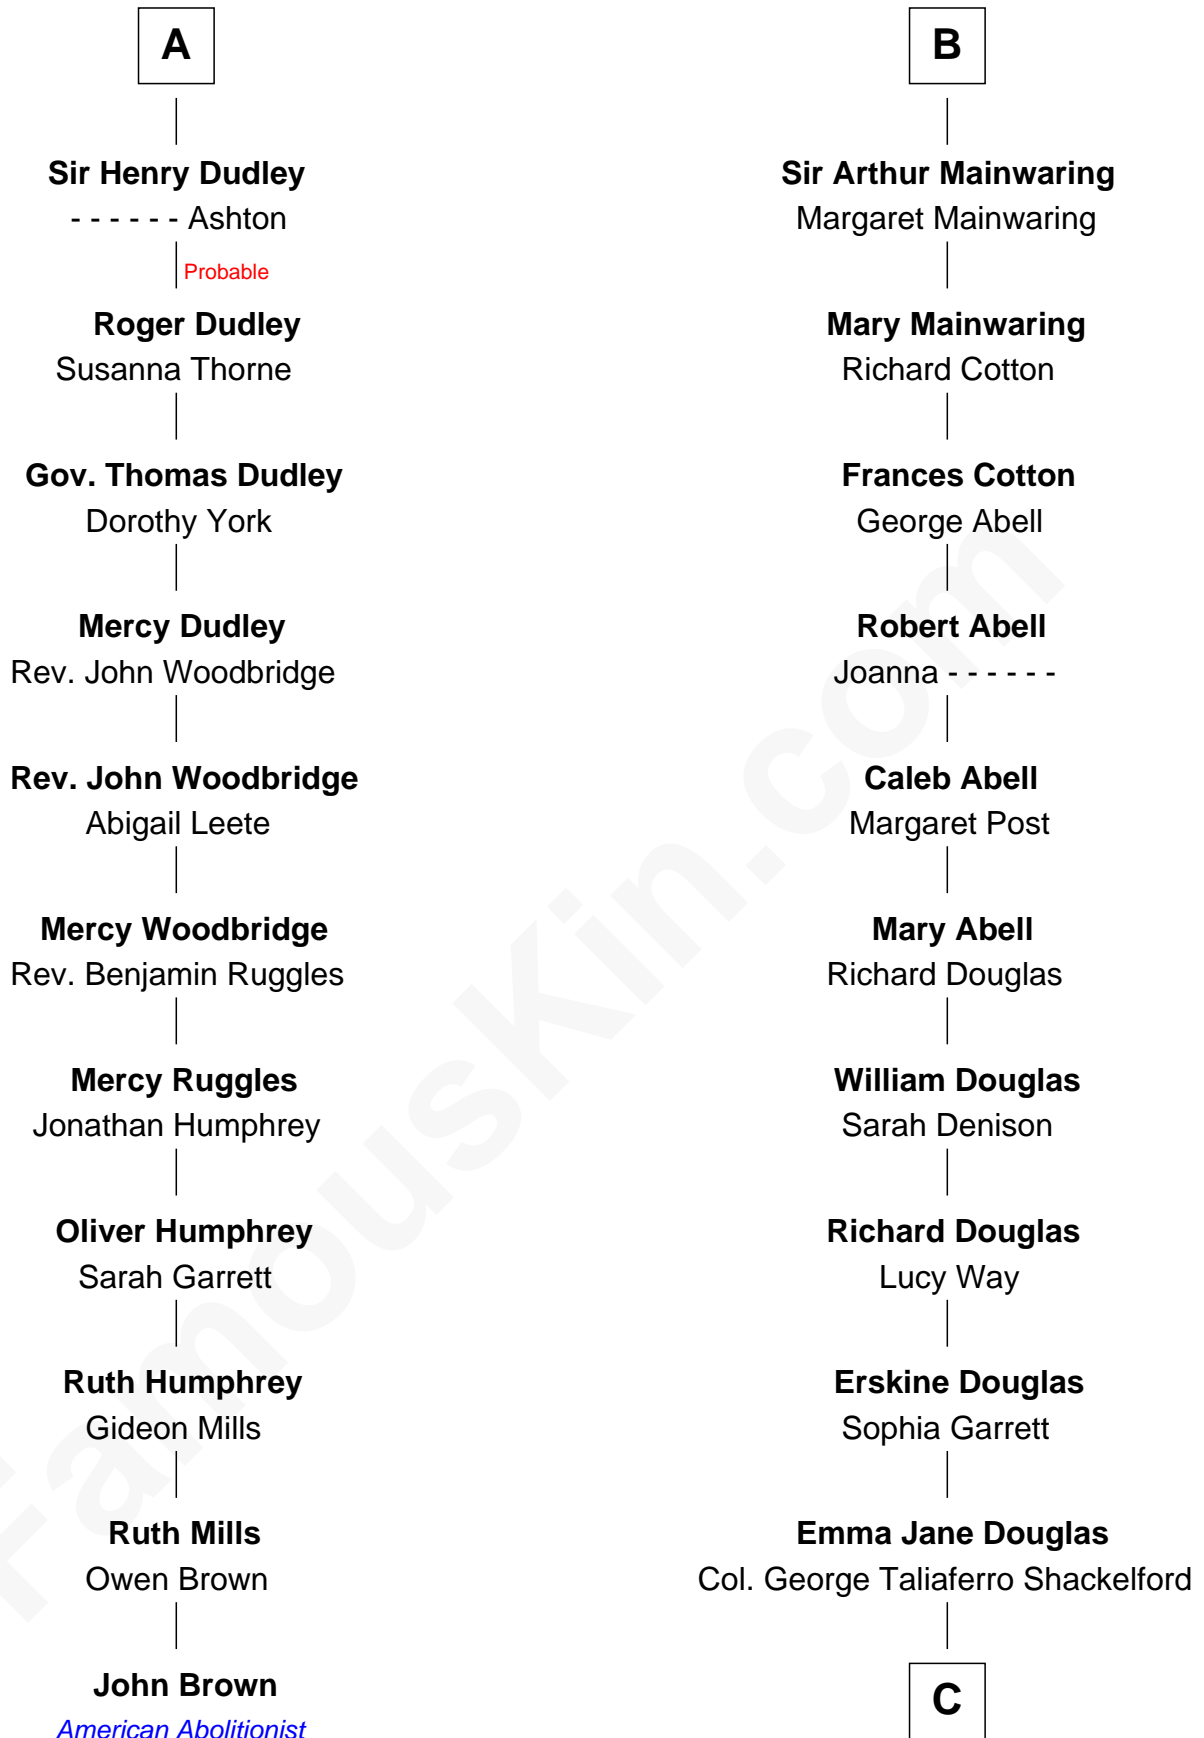 A
Sir Henry Dudley
- - - - - - Ashton
Probable
Roger Dudley
Susanna Thorne
Gov. Thomas Dudley
Dorothy York
Mercy Dudley
Rev. John Woodbridge
Rev. John Woodbridge
Abigail Leete
Mercy Woodbridge
Rev. Benjamin Ruggles
Mercy Ruggles
Jonathan Humphrey
Oliver Humphrey
Sarah Garrett
Ruth Humphrey
Gideon Mills
Ruth Mills
Owen Brown
John Brown
American Abolitionist
B
Sir Arthur Mainwaring
Margaret Mainwaring
Mary Mainwaring
Richard Cotton
Frances Cotton
George Abell
Robert Abell
Joanna - - - - - -
Caleb Abell
Margaret Post
Mary Abell
Richard Douglas
William Douglas
Sarah Denison
Richard Douglas
Lucy Way
Erskine Douglas
Sophia Garrett
Emma Jane Douglas
Col. George Taliaferro Shackelford
C
FamousKin.com